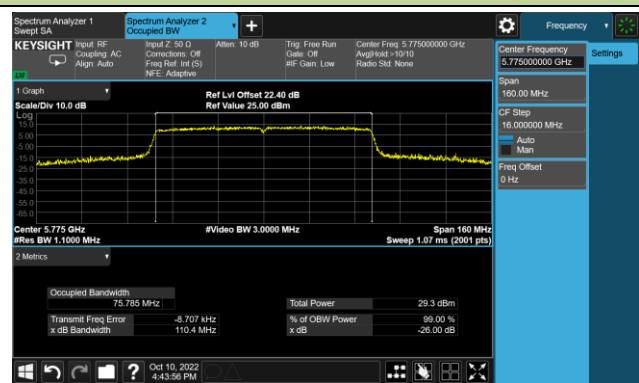 Spectrum Analyzer 1
Swept SA
Spectrum Analyzer 2
Occupied BW
Frequency
KEYSIGHT
Input: RF
Coupling: AC
Align: Auto
Input Z: 50 Ω
Corrections: Off
Freq Ref: Int (S)
NFE: Adaptive
Atten: 10 dB
Trig: Free Run
Gate: Off
#IF Gain: Low
Center Freq: 5.775000000 GHz
Avg|Hold:>10/10
Radio Std: None
Center Frequency
5.775000000 GHz
Settings
Span
160.00 MHz
CF Step
16.000000 MHz
Auto
Man
Freq Offset
0 Hz
1 Graph
Scale/Div 10.0 dB
Ref Lvl Offset 22.40 dB
Ref Value 25.00 dBm
Log
15.0
5.00
-5.00
-15.0
-25.0
-35.0
-45.0
-55.0
-65.0
Center 5.775 GHz
#Res BW 1.1000 MHz
#Video BW 3.0000 MHz
Span 160 MHz
Sweep 1.07 ms (2001 pts)
2 Metrics
Occupied Bandwidth
75.785 MHz
Total Power 29.3 dBm
Transmit Freq Error -8.707 kHz
% of OBW Power 99.00 %
x dB Bandwidth 110.4 MHz
x dB -26.00 dB
?
Oct 10, 2022
4:43:56 PM